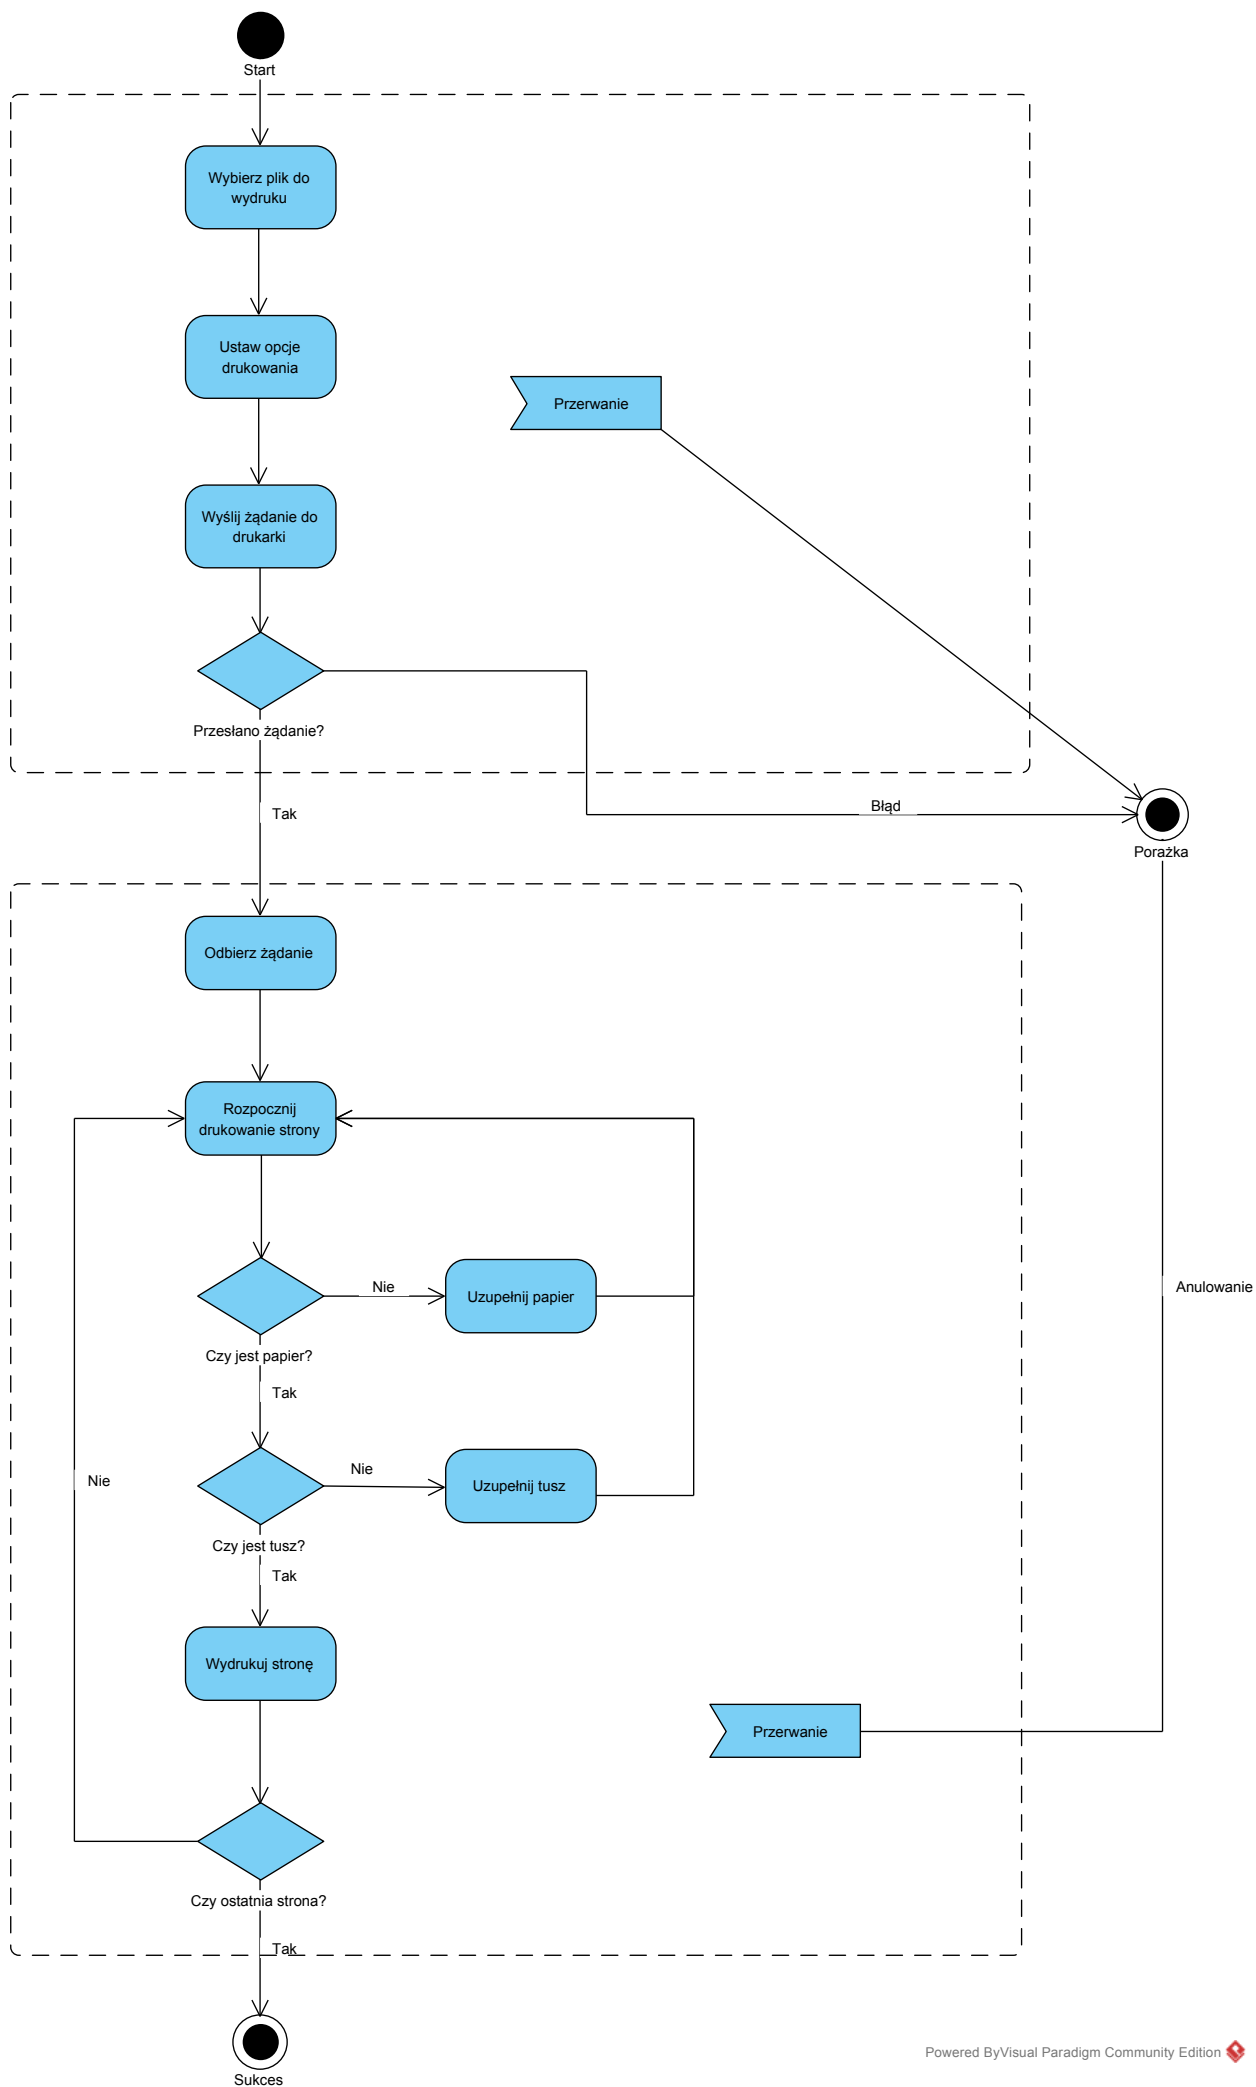 Start
Wybierz plik do
wydruku
Ustaw opcje
drukowania
Przerwanie
Wyślij żądanie do
drukarki
Przesłano żądanie?
Błąd
Tak
Porażka
Odbierz żądanie
Rozpocznij
drukowanie strony
Nie
Uzupełnij papier
Anulowanie
Czy jest papier?
Tak
Nie
Nie
Uzupełnij tusz
Czy jest tusz?
Tak
Wydrukuj stronę
Przerwanie
Czy ostatnia strona?
Tak
Sukces
Powered ByVisual Paradigm Community Edition